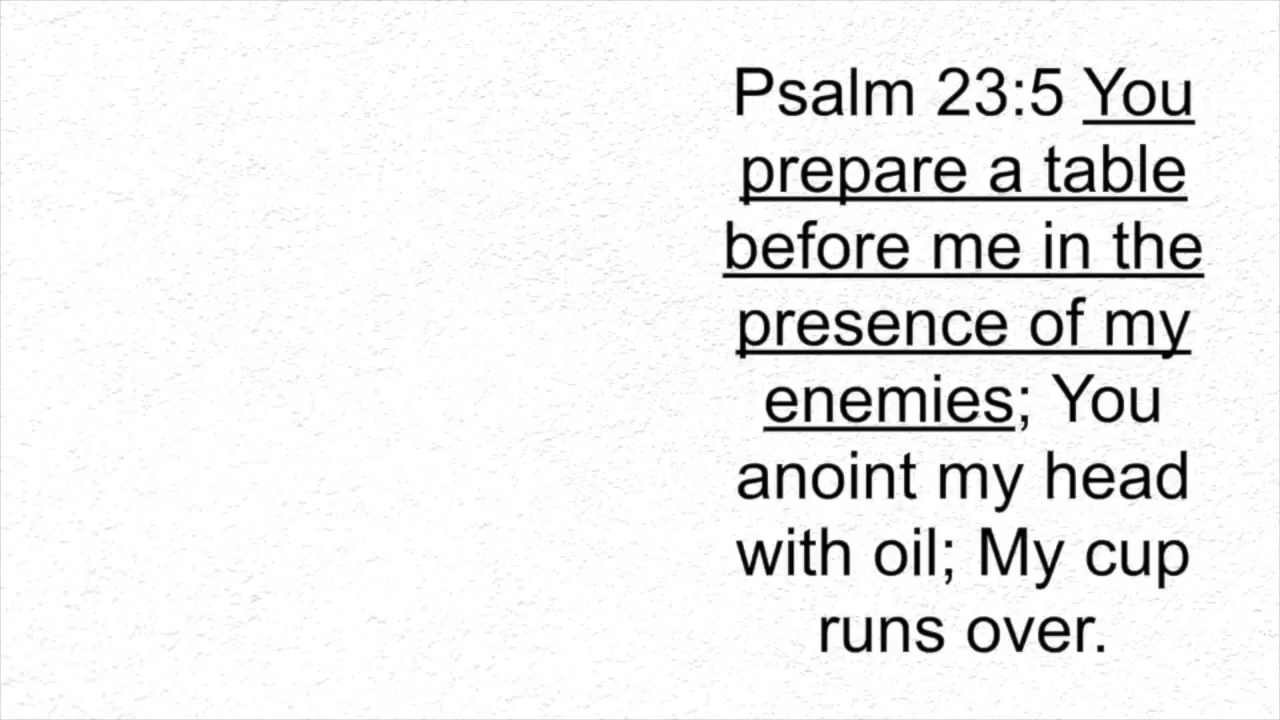 Psalm 23:5 You
prepare a table
before me in the
presence of my
enemies; You
anoint my head
with oil; My cup
runs over.